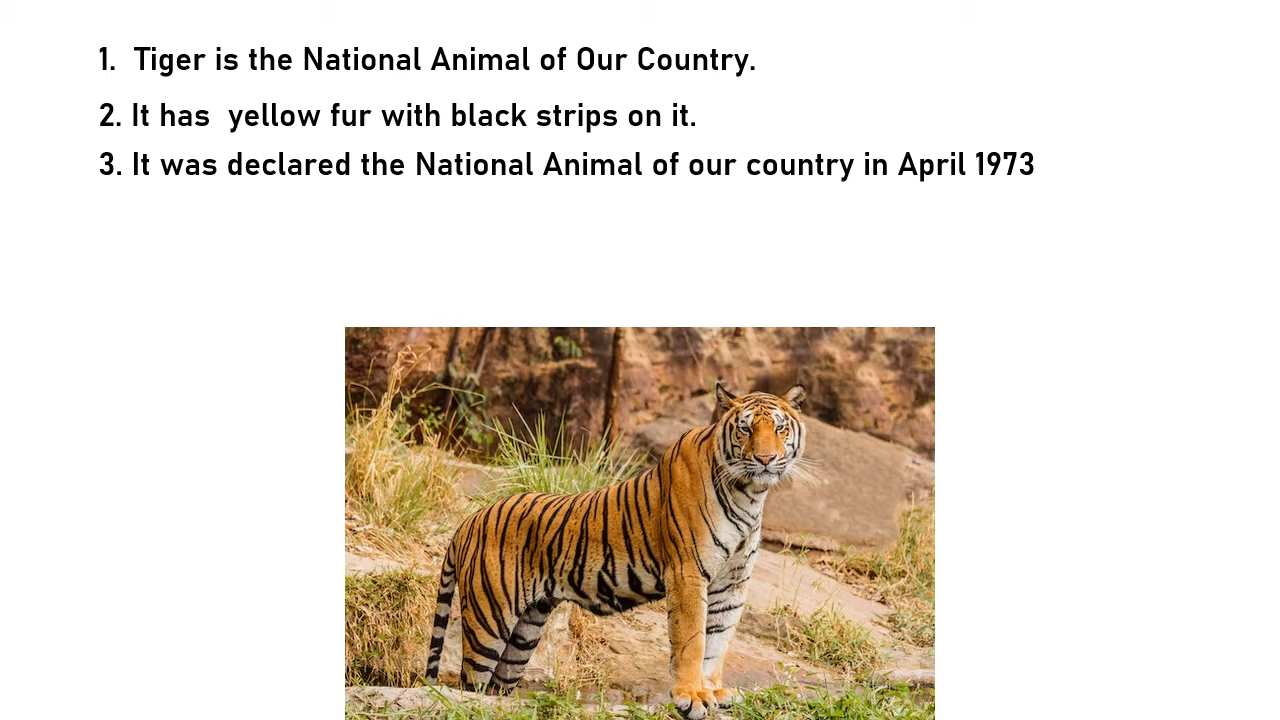 1. Tiger is the National Animal of Our Country.
2. It has yellow fur with black strips on it.
3. It was declared the National Animal of our country in April 1973